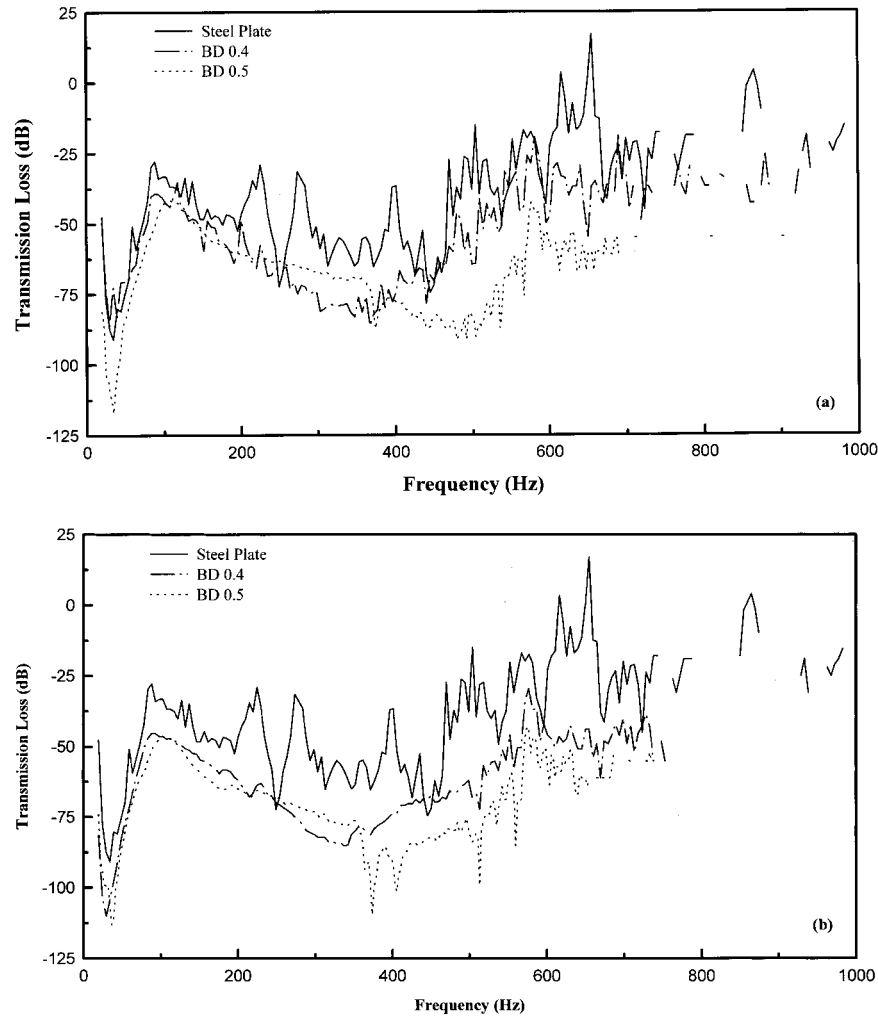 25
0
-25
-50
-75
-100
-125
Transmission Loss (dB)
Steel Plate
BD 0.4
BD 0.5
(a)
0 200 400 600 800 1000
Frequency (Hz)
25
0
-25
-50
-75
-100
-125
Transmission Loss (dB)
Steel Plate
BD 0.4
BD 0.5
(b)
0 200 400 600 800 1000
Frequency (Hz)